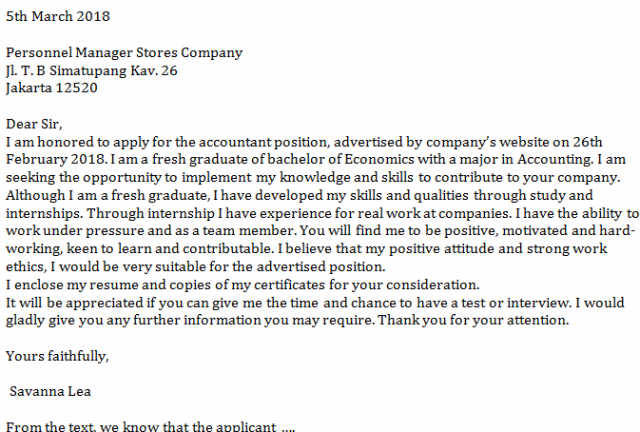 5th March 2018
Personnel Manager Stores Company
Jl. T. B Simatupang Kav. 26
Jakarta 12520
Dear Sir,
I am honored to apply for the accountant position, advertised by company's website on 26th
February 2018. I am a fresh graduate of bachelor of Economics with a major in Accounting. I am
seeking the opportunity to implement my knowledge and skills to contribute to your company.
Although I am a fresh graduate, I have developed my skills and qualities through study and
internships. Through internship I have experience for real work at companies. I have the ability to
work under pressure and as a team member. You will find me to be positive, motivated and hard-
working, keen to learn and contributable. I believe that my positive attitude and strong work
ethics, I would be very suitable for the advertised position.
I enclose my resume and copies of my certificates for your consideration.
It will be appreciated if you can give me the time and chance to have a test or interview. I would
gladly give you any further information you may require. Thank you for your attention.
Yours faithfully,
Savanna Lea
From the text, we know that the applicant ....